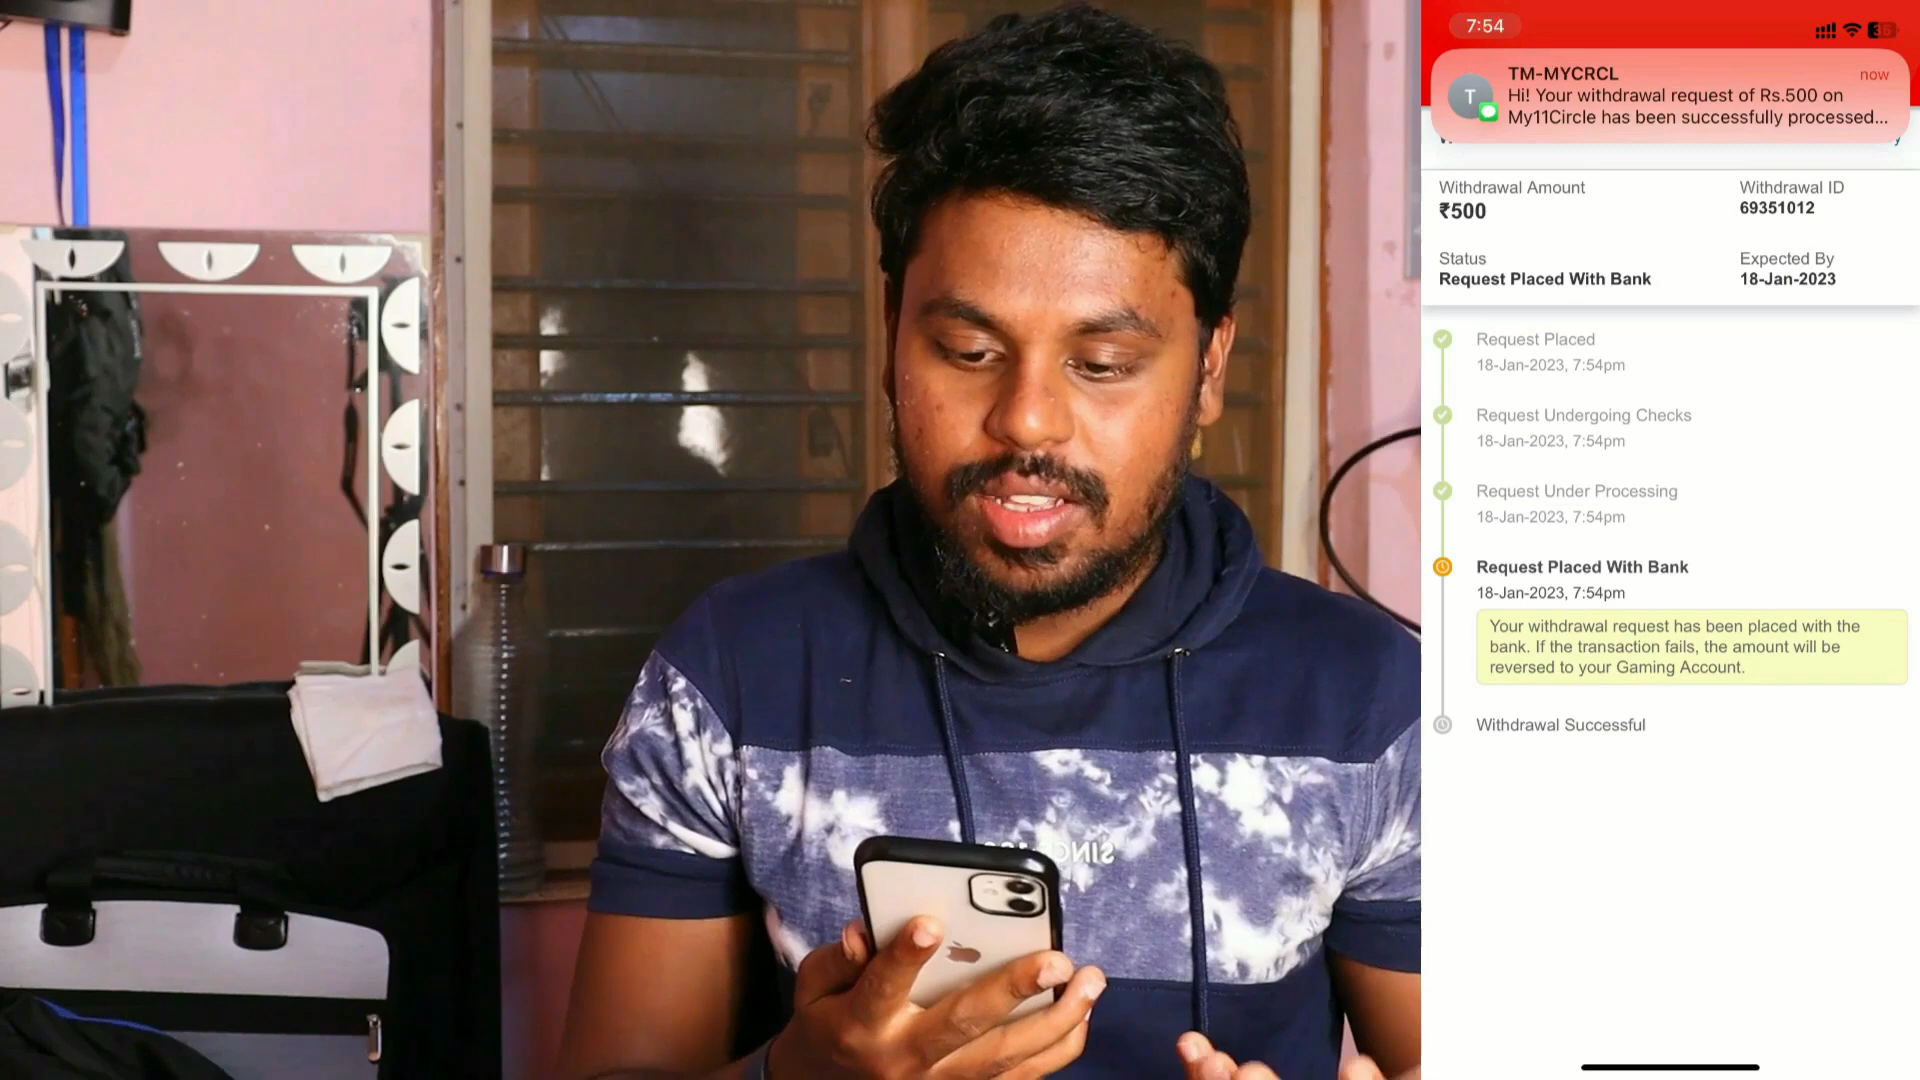 7:54
36
TM-MYCRCL
now
T
Hi! Your withdrawal request of Rs.500 on
My11Circle has been successfully processed...
Withdrawal Amount
Withdrawal ID
₹500
69351012
Status
Expected By
Request Placed With Bank
18-Jan-2023
Request Placed
18-Jan-2023, 7:54pm
Request Undergoing Checks
18-Jan-2023, 7:54pm
Request Under Processing
18-Jan-2023, 7:54pm
Request Placed With Bank
18-Jan-2023, 7:54pm
Your withdrawal request has been placed with the
bank. If the transaction fails, the amount will be
reversed to your Gaming Account.
Withdrawal Successful
SINC